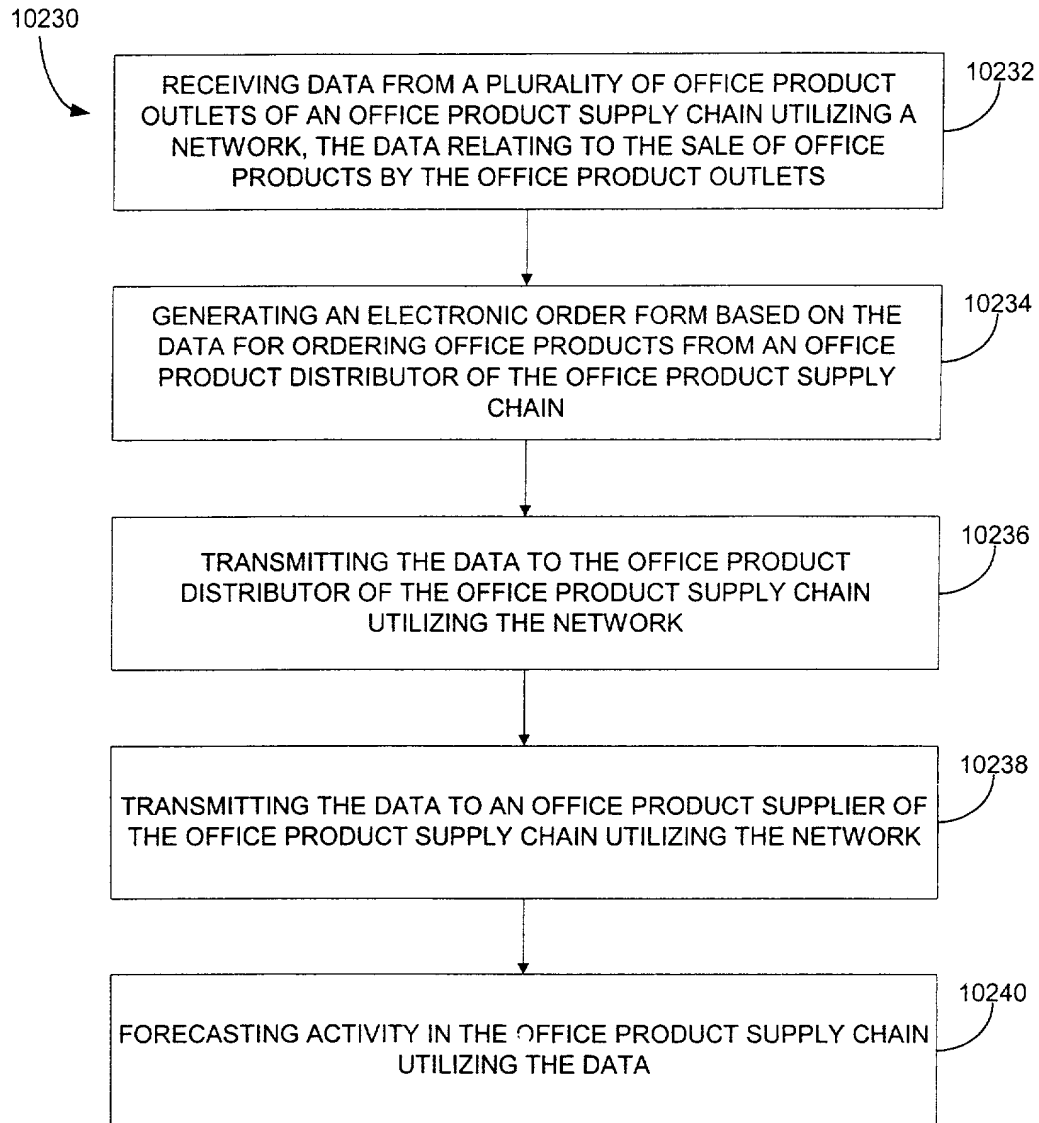 10230
RECEIVING DATA FROM A PLURALITY OF OFFICE PRODUCT
OUTLETS OF AN OFFICE PRODUCT SUPPLY CHAIN UTILIZING A
NETWORK, THE DATA RELATING TO THE SALE OF OFFICE
PRODUCTS BY THE OFFICE PRODUCT OUTLETS
10232
GENERATING AN ELECTRONIC ORDER FORM BASED ON THE
DATA FOR ORDERING OFFICE PRODUCTS FROM AN OFFICE
PRODUCT DISTRIBUTOR OF THE OFFICE PRODUCT SUPPLY
CHAIN
10234
TRANSMITTING THE DATA TO THE OFFICE PRODUCT
DISTRIBUTOR OF THE OFFICE PRODUCT SUPPLY CHAIN
UTILIZING THE NETWORK
10236
TRANSMITTING THE DATA TO AN OFFICE PRODUCT SUPPLIER OF
THE OFFICE PRODUCT SUPPLY CHAIN UTILIZING THE NETWORK
10238
FORECASTING ACTIVITY IN THE OFFICE PRODUCT SUPPLY CHAIN
UTILIZING THE DATA
10240